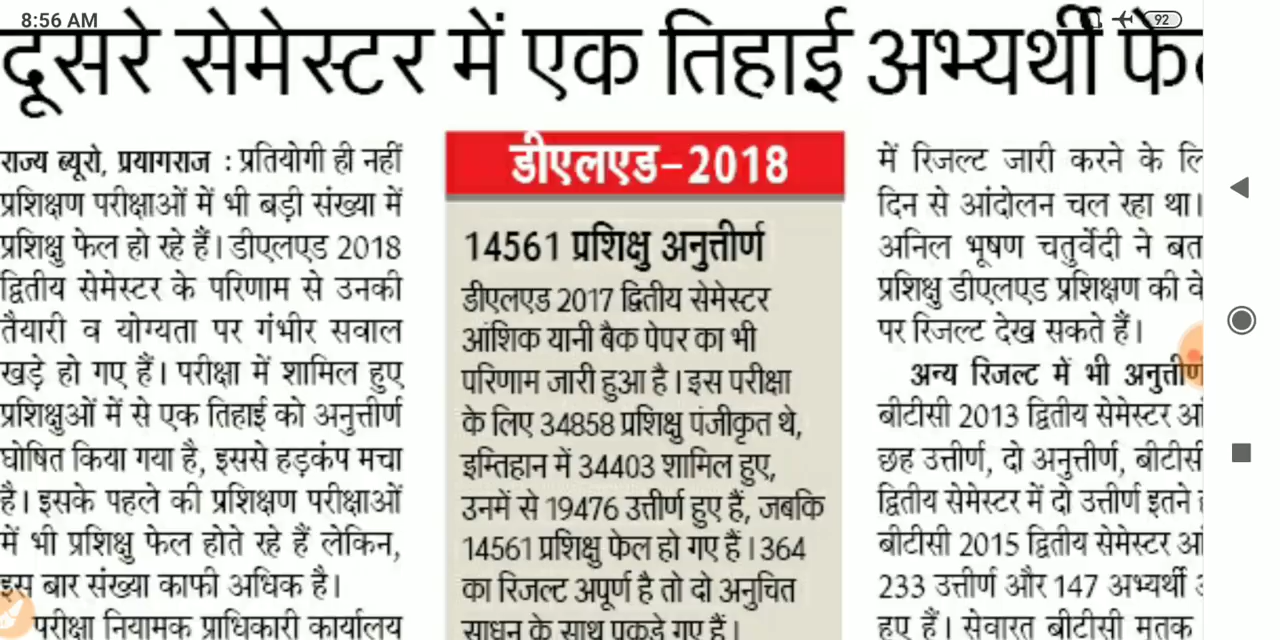 8:56 AM
92
दूसरे सेमेस्टर में एक तिहाई अभ्यर्थी
राज्य ब्यूरो, प्रयागराज : प्रतियोगी ही नहीं
प्रशिक्षण परीक्षाओं में भी बड़ी संख्या में
प्रशिक्षु फेल हो रहे हैं। डीएलएड 2018
द्वितीय सेमेस्टर के परिणाम से उनकी
तैयारी व योग्यता पर गंभीर सवाल
खड़े हो गए हैं। परीक्षा में शामिल हुए
प्रशिक्षुओं में से एक तिहाई को अनुत्तीर्ण
घोषित किया गया है, इससे हड़कंप मचा
है। इसके पहले की प्रशिक्षण परीक्षाओं
में भी प्रशिक्षु फेल होते रहे हैं लेकिन,
इस बार संख्या काफी अधिक है।
परीक्षा नियामक प्राधिकारी कार्यालय
डीएलएड-2018
14561 प्रशिक्षु अनुत्तीर्ण
डीएलएड 2017 द्वितीय सेमेस्टर
आंशिक यानी बैक पेपर का भी
परिणाम जारी हुआ है। इस परीक्षा
के लिए 34858 प्रशिक्षु पंजीकृत थे,
इम्तिहान में 34403 शामिल हुए,
उनमें से 19476 उत्तीर्ण हुए हैं, जबकि
14561 प्रशिक्षु फेल हो गए हैं। 364
का रिजल्ट अपूर्ण है तो दो अनुचित
साधन के साथ पकड़े गए हैं।
में रिजल्ट जारी करने के
दिन से आंदोलन चल रहा था।
अनिल भूषण चतुर्वेदी ने
प्रशिक्षु डीएलएड प्रशिक्षण की
पर रिजल्ट देख सकते हैं।
अन्य रिजल्ट में भी अनुत्तीर्ण
बीटीसी 2013 द्वितीय सेमेस्टर
छह उत्तीर्ण, दो अनुत्तीर्ण,
द्वितीय सेमेस्टर में दो उत्तीर्ण इतने
बीटीसी 2015 द्वितीय सेमेस्टर
233 उत्तीर्ण और 147 अभ्यर्थी
हुए हैं। सेवारत बीटीसी मृतक